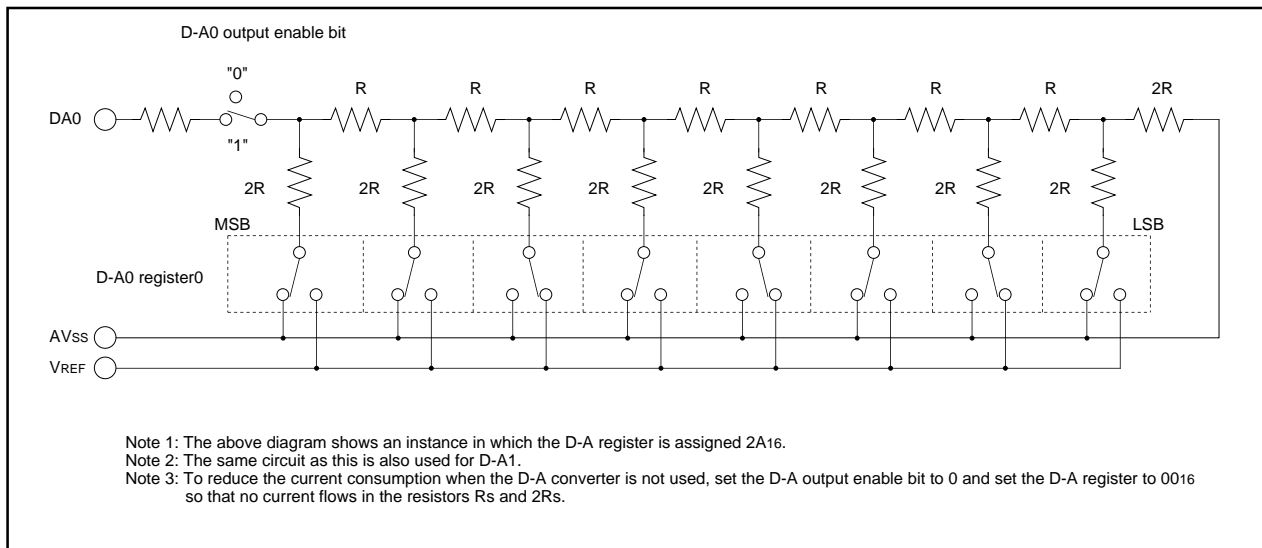 D-A0 output enable bit
"0"
R R R R R R R 2R
DA0
"1"
2R 2R 2R 2R 2R 2R 2R 2R
MSB LSB
D-A0 register0
AVSS
VREF
Note 1: The above diagram shows an instance in which the D-A register is assigned 2A16.
Note 2: The same circuit as this is also used for D-A1.
Note 3: To reduce the current consumption when the D-A converter is not used, set the D-A output enable bit to 0 and set the D-A register to 0016
so that no current flows in the resistors Rs and 2Rs.